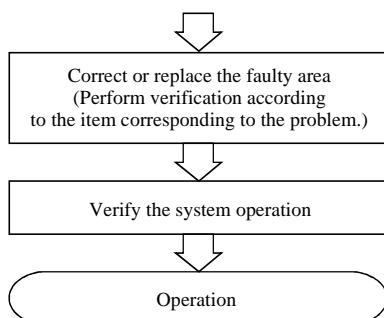 Correct or replace the faulty area
(Perform verification according
to the item corresponding to the problem.)
Verify the system operation
Operation